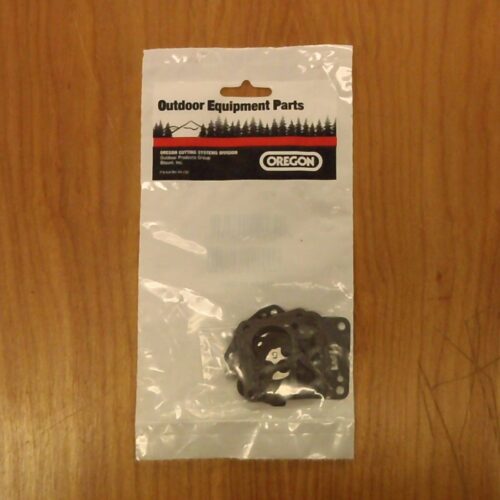 Outdoor Equipment Parts
OREGON CUTTING SYSTEMS DIVISION
Outdoor Products Group
Blount, Inc.
OREGON